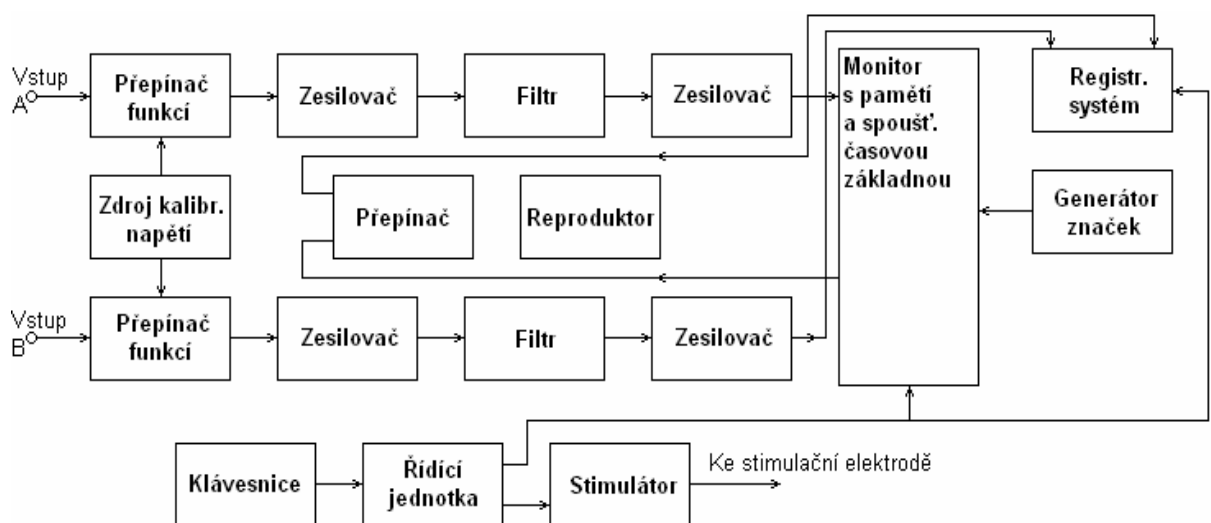 Vstup
A
Přepínač
funkcí
Zesilovač
Filtr
Zesilovač
Monitor
s pamětí
a spoušť.
časovou
základnou
Registr.
systém
Zdroj kalibr.
napětí
Přepínač
Reproduktor
Generátor
značek
Vstup
B
Přepínač
funkcí
Zesilovač
Filtr
Zesilovač
Klávesnice
Řídící
jednotka
Stimulátor
Ke stimulační elektrodě